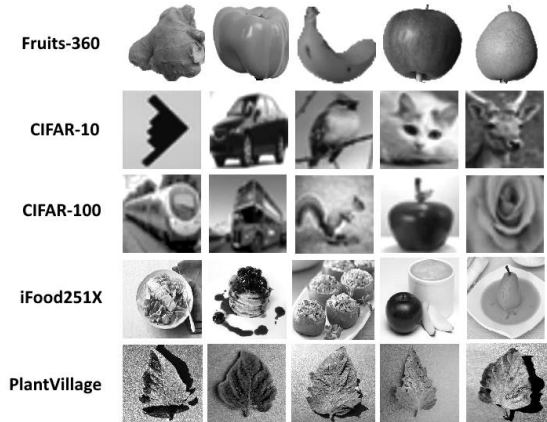 Fruits-360
CIFAR-10
CIFAR-100
iFood251X
PlantVillage